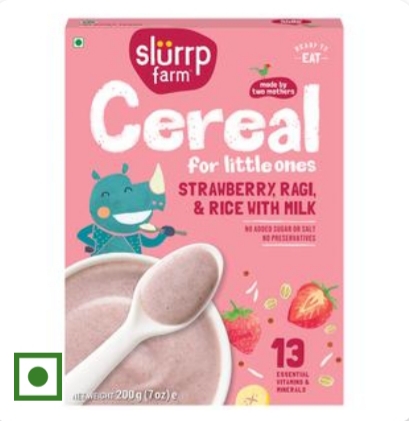 slurrp
farm
READY TO
EAT
made by
two mothers
Cereal
for little ones
STRAWBERRY, RAGI,
& RICE WITH MILK
NO ADDED SUGAR OR SALT
NO PRESERVATIVES
13
ESSENTIAL
VITAMINS &
MINERALS
NET WEIGHT 200g (7oz) e